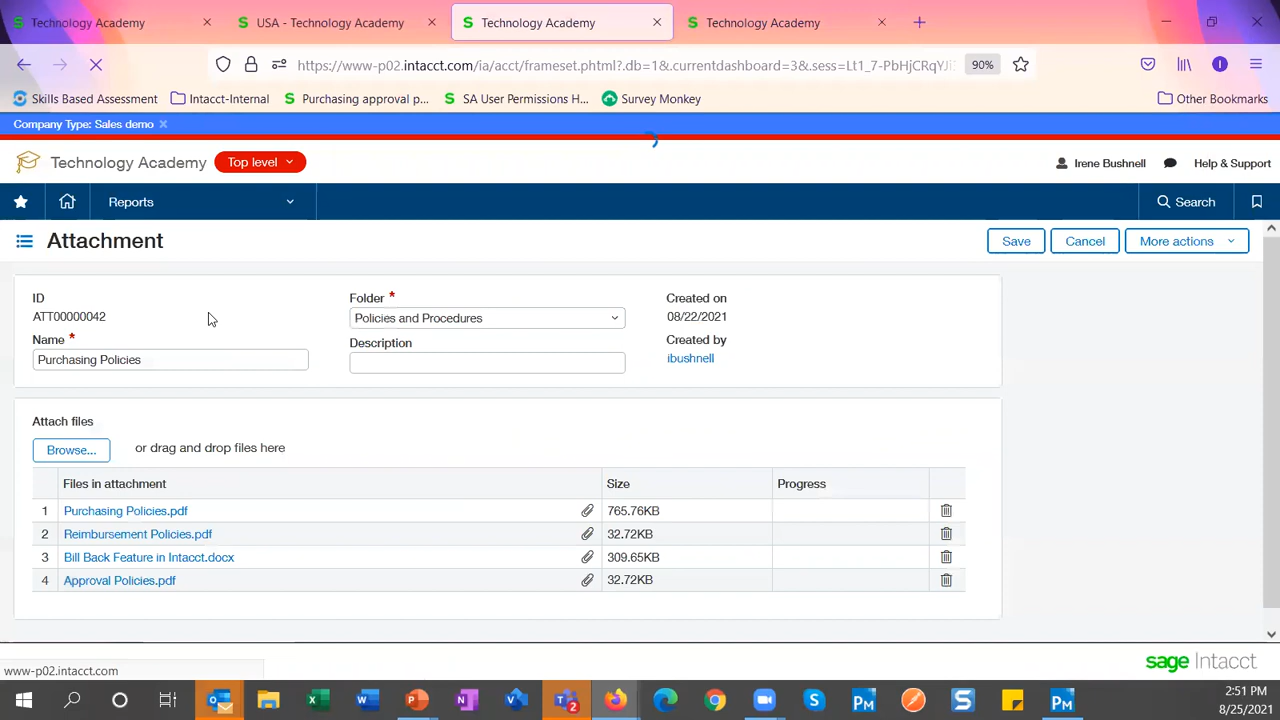 Technology Academy
USA - Technology Academy
Technology Academy
Technology Academy
https://www-p02.intacct.com/ia/acct/frameset.phtml?.db=1&.currentdashboard=3&.sess=Lt1_7-PbHjCRqYJ
90%
Skills Based Assessment
Intacct-Internal
Purchasing approval p...
SA User Permissions H...
Survey Monkey
Other Bookmarks
Company Type: Sales demo
Technology Academy
Top level
Irene Bushnell
Help & Support
Reports
Search
Attachment
Save
Cancel
More actions
ID
ATT00000042
Folder *
Policies and Procedures
Created on
08/22/2021
Name *
Purchasing Policies
Description
Created by
ibushnell
Attach files
Browse...
or drag and drop files here
Files in attachment
Size
Progress
1 Purchasing Policies.pdf 765.76KB
2 Reimbursement Policies.pdf 32.72KB
3 Bill Back Feature in Intacct.docx 309.65KB
4 Approval Policies.pdf 32.72KB
www-p02.intacct.com
sage Intacct
2:51 PM
8/25/2021